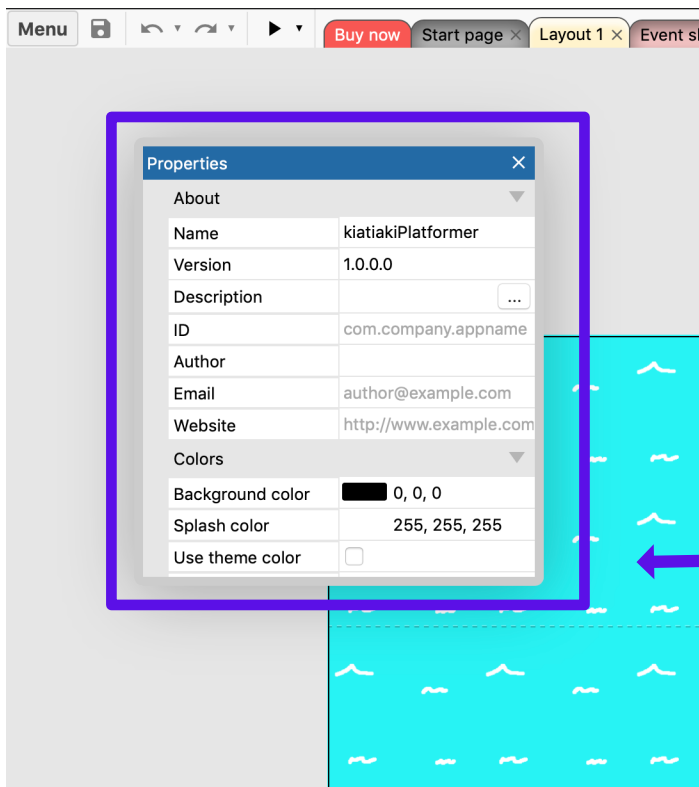 Menu
Buy now
Start page
Layout 1
Event
Properties
About
Name kiatiakiPlatformer
Version 1.0.0.0
Description ...
ID com.company.appname
Author
Email author@example.com
Website http://www.example.com
Colors
Background color 0, 0, 0
Splash color 255, 255, 255
Use theme color